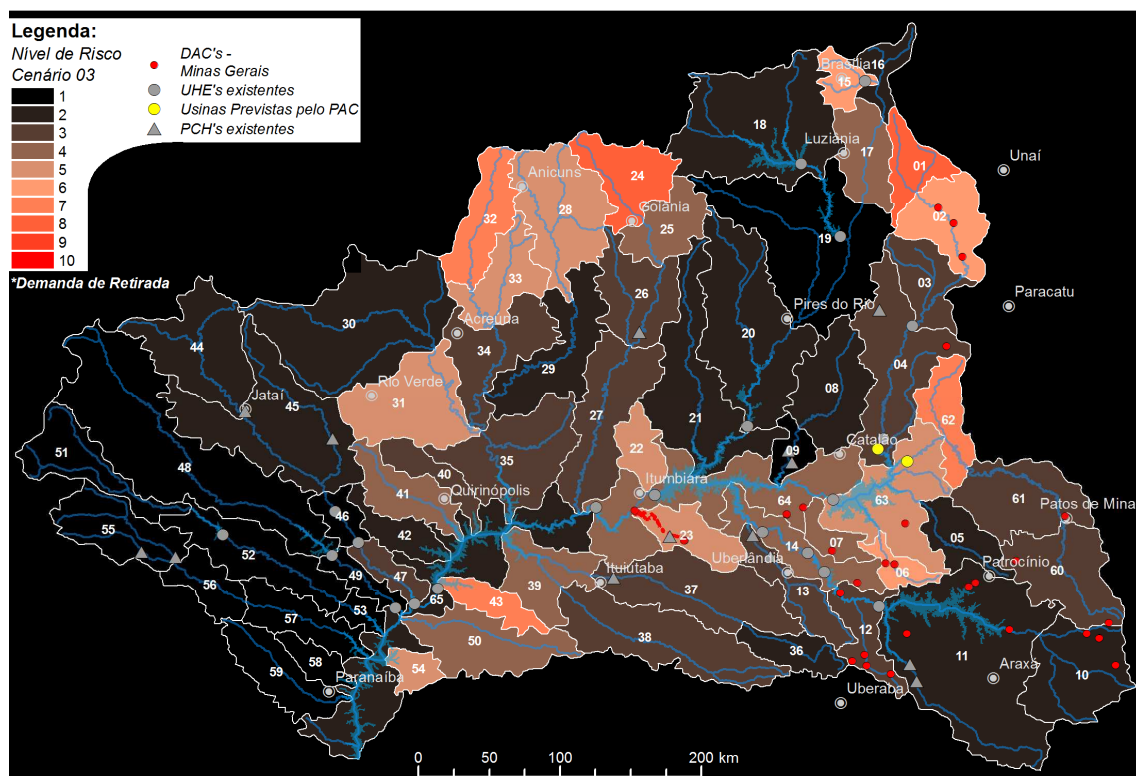 Legenda:
Nivel de Risco
Cenário 03
1
2
3
4
5
6
7
8
9
10
*Demanda de Retirada
DAC's -
Minas Gerais
UHE's existentes
Usinas Previstas pelo PAC
PCH's existentes
16
Brasília
15
18
Luziânia
17
01
Unaí
Anicuns
24
02
32
28
Goiânia
25
19
33
03
26
Paracatu
30
Pires do Rio
Acreúna
20
44
34
04
29
08
Rio Verde
31
Jataí
45
27
21
62
Catalão
22
09
51
48
35
40
Itumbiara
61
Quirinópolis
41
64
63
Patos de Mina
46
55
42
23
05
52
14
07
Uberlândia
Patrocínio
49
47
Ituiutaba
06
60
56
39
37
13
65
43
53
57
12
50
38
36
11
58
54
59
Paranaíba
Araxá
10
Uberaba
0 50 100 200 km